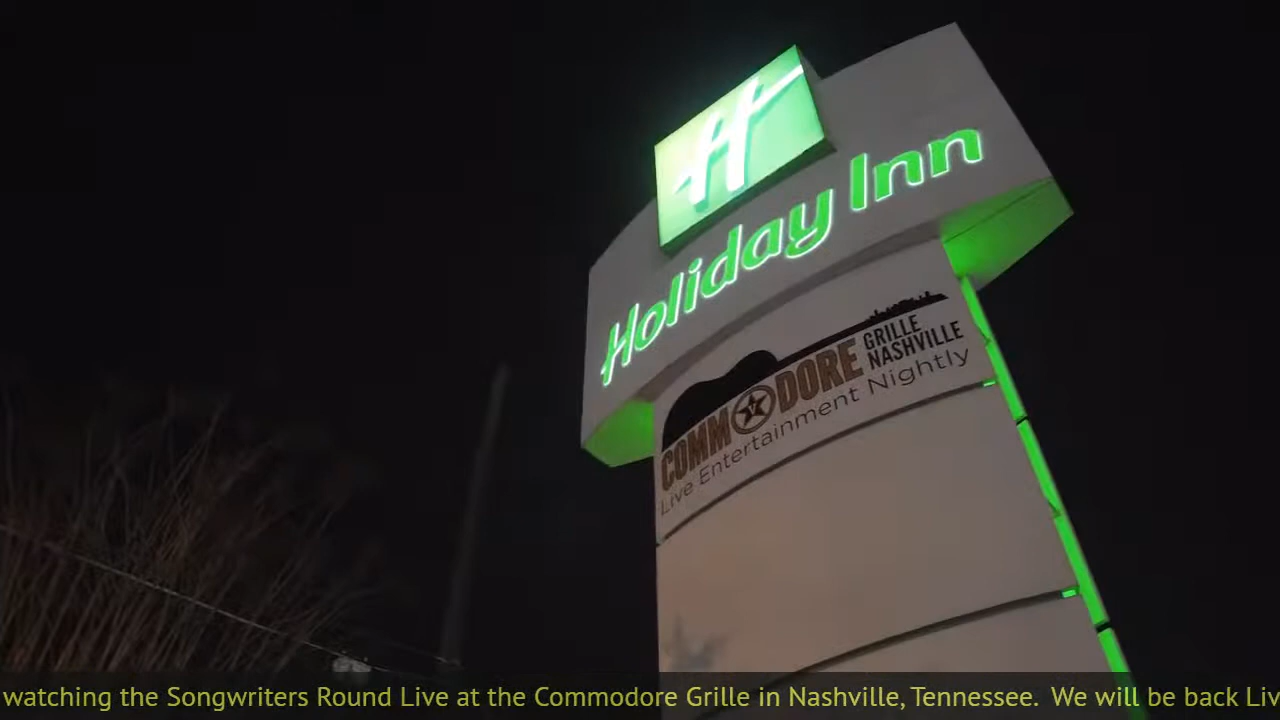 H
Holiday Inn
COMMODORE GRILLE NASHVILLE
Live Entertainment Nightly
watching the Songwriters Round Live at the Commodore Grille in Nashville, Tennessee. We will be back Liv